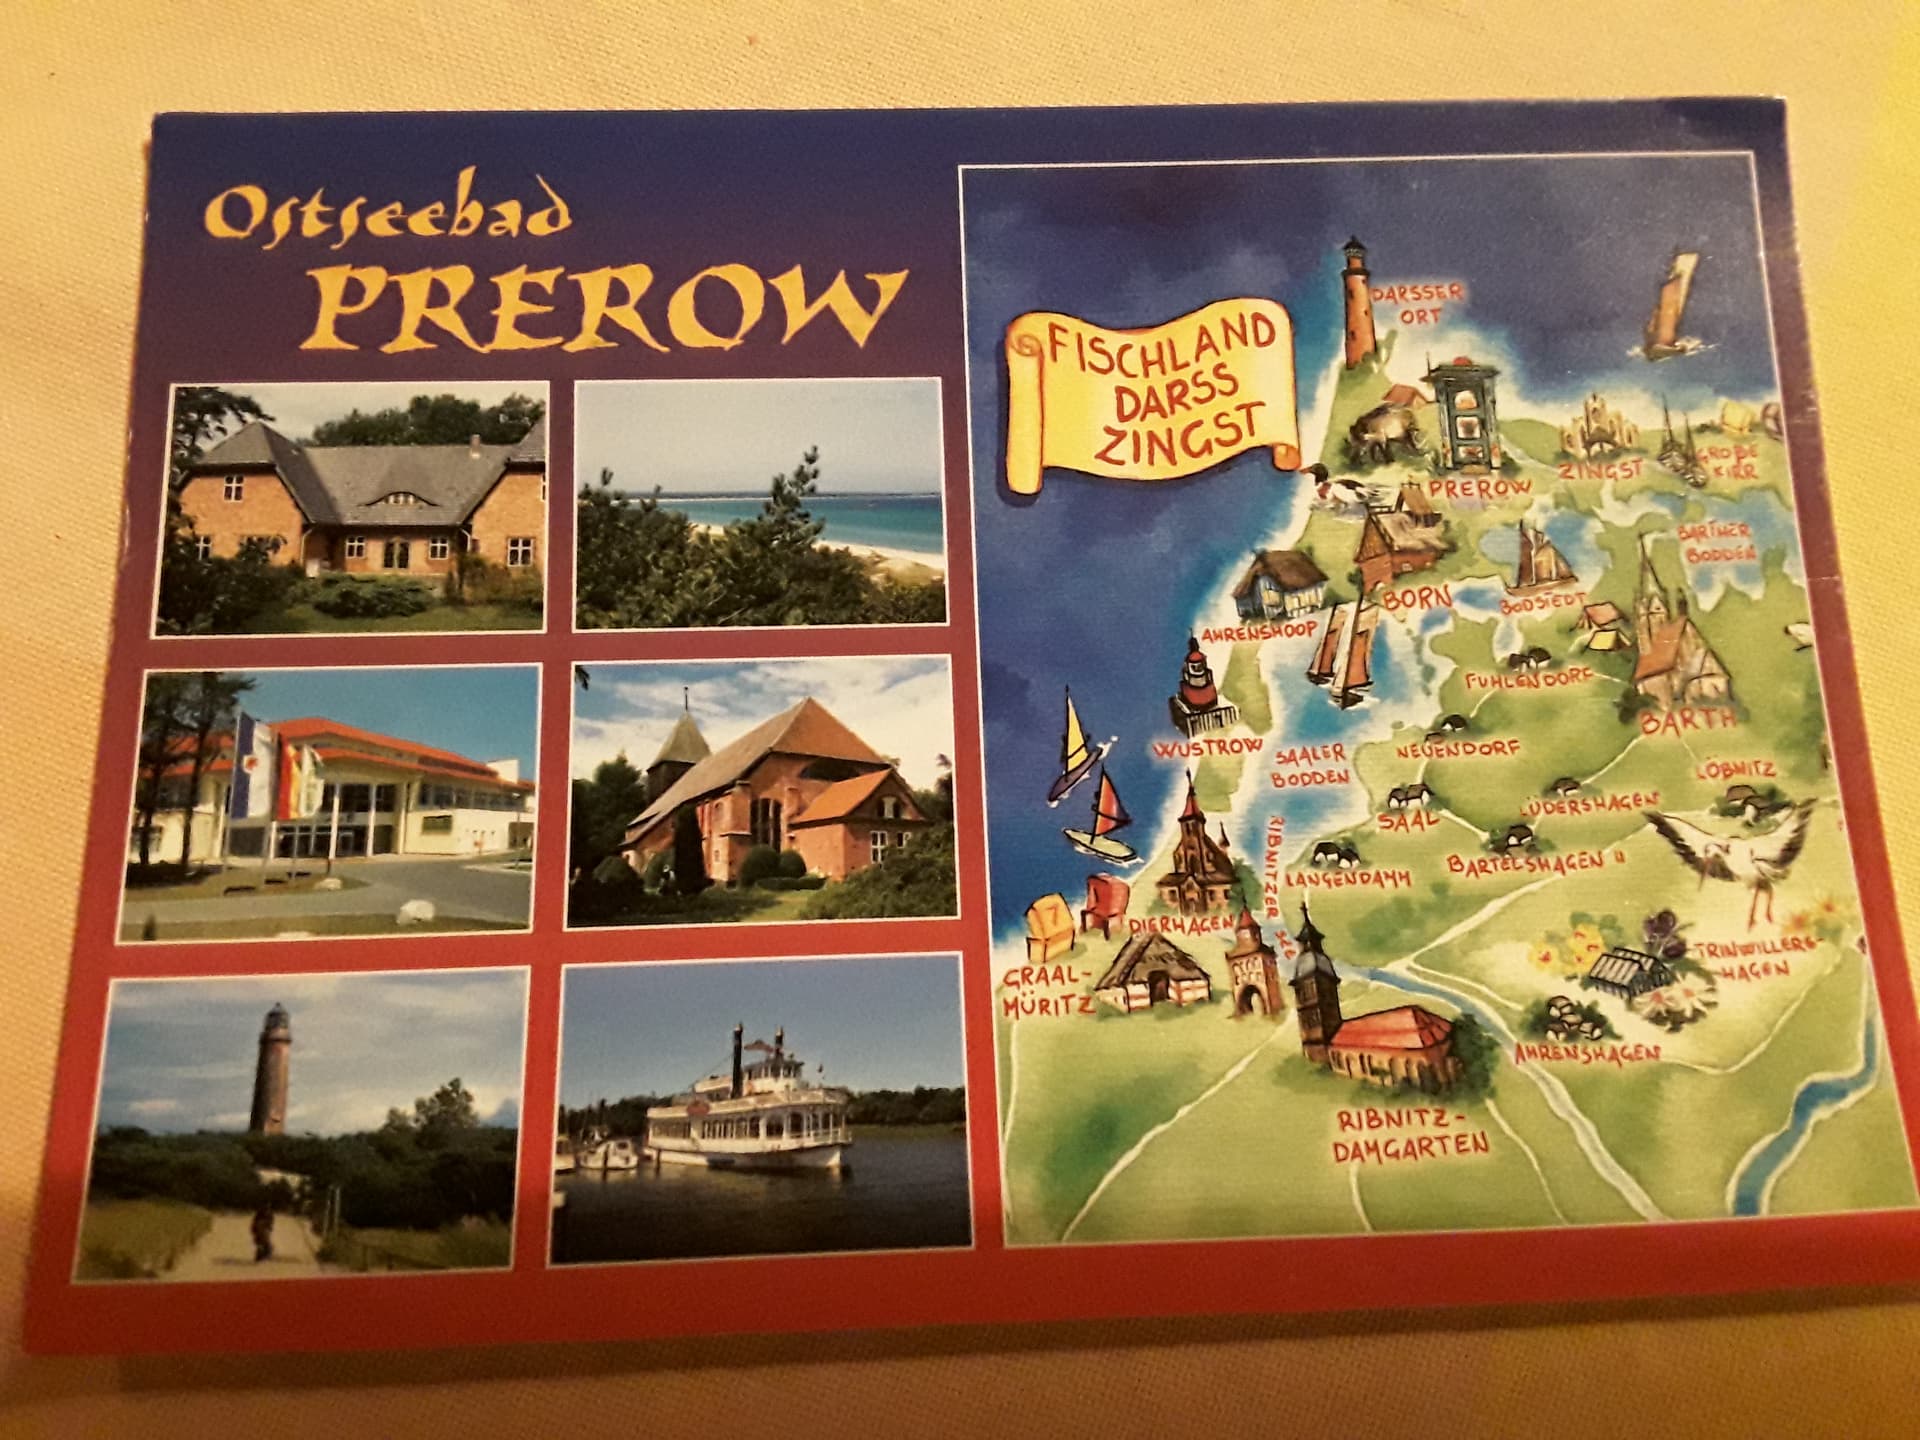 Ostseebad
PREROW
FISCHLAND
DARSS
ZINGST
DARSSER
ORT
PREROW
ZINGST
GROßE
KIRR
BARTHER
BODDEN
BORN
BODSTEDT
AHRENSHOOP
FUHLENDORF
BARTH
WUSTROW
SAALER
BODDEN
NEUENDORF
LÖBNITZ
LÜDERSHAGEN
SAAL
BARTELSHAGEN II
LANGENDAMM
RIBNITZER SEE
DIERHAGEN
GRAAL-
MÜRITZ
TRINWILLERS-
HAGEN
AHRENSHAGEN
RIBNITZ-
DAMGARTEN